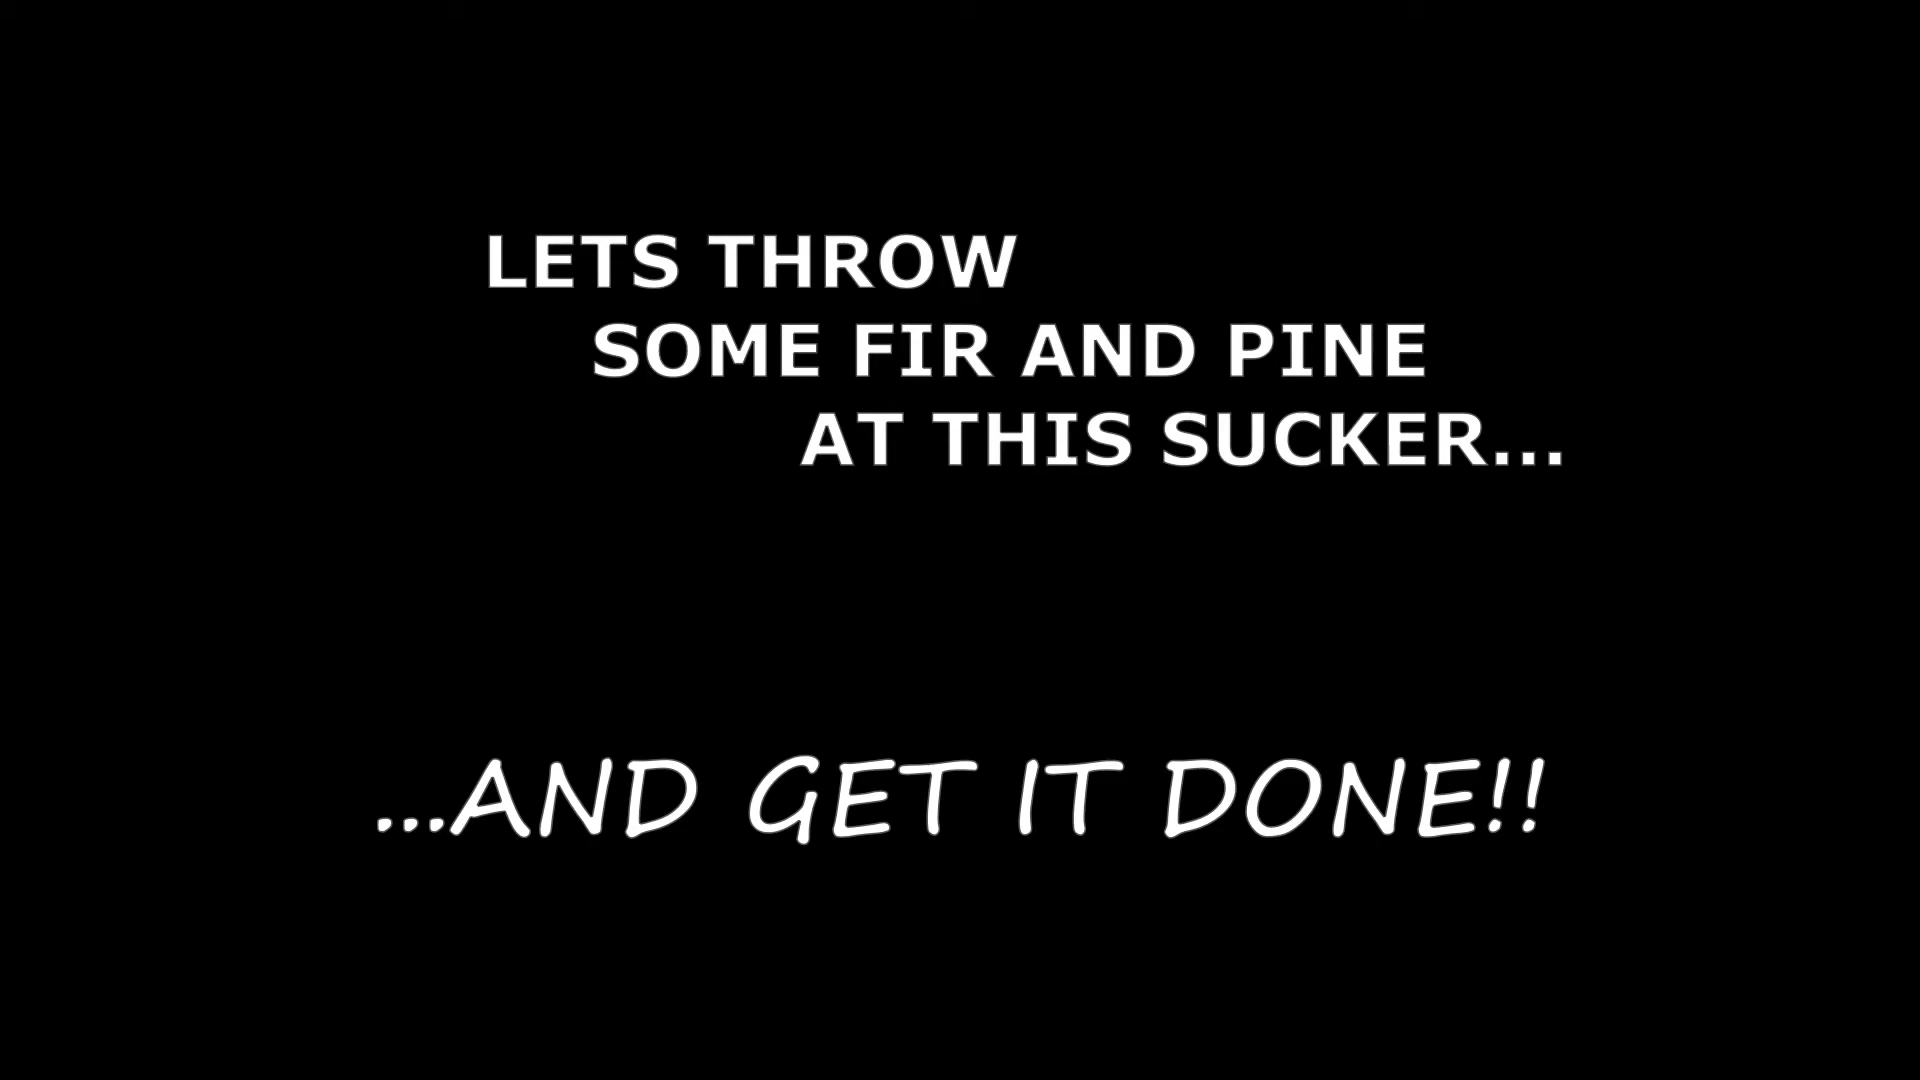 LETS THROW
SOME FIR AND PINE
AT THIS SUCKER...
...AND GET IT DONE!!